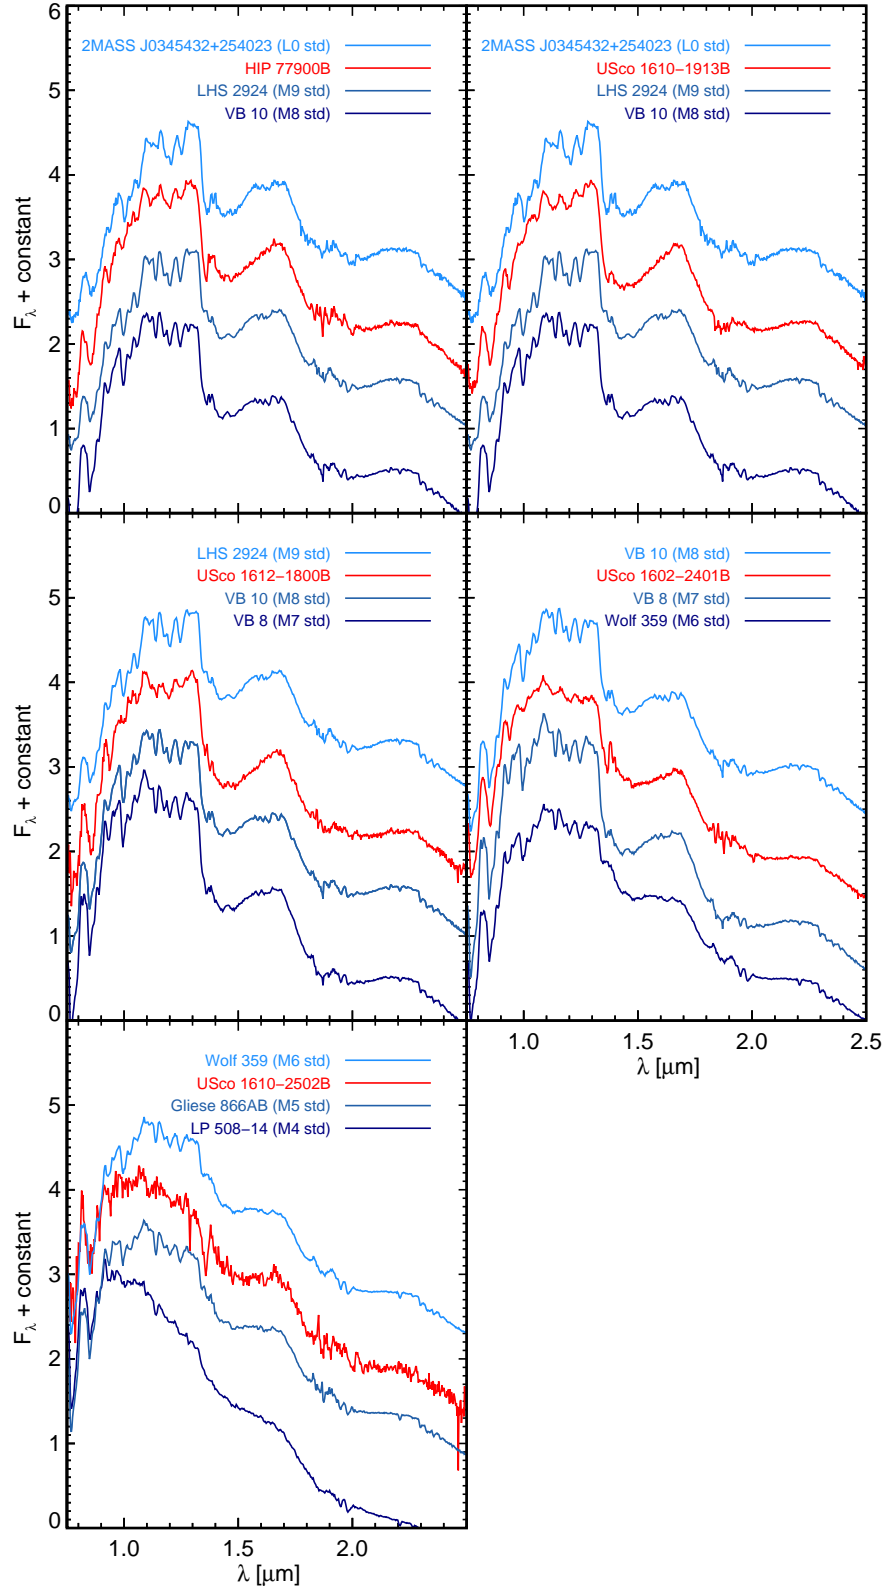 6
5
4
3
2
1
0
Fλ + constant
2MASS J0345432+254023 (L0 std)
HIP 77900B
LHS 2924 (M9 std)
VB 10 (M8 std)
2MASS J0345432+254023 (L0 std)
USco 1610−1913B
LHS 2924 (M9 std)
VB 10 (M8 std)
5
4
3
2
1
0
Fλ + constant
LHS 2924 (M9 std)
USco 1612−1800B
VB 10 (M8 std)
VB 8 (M7 std)
VB 10 (M8 std)
USco 1602−2401B
VB 8 (M7 std)
Wolf 359 (M6 std)
1.0 1.5 2.0 2.5
λ [μm]
5
4
3
2
1
0
Fλ + constant
Wolf 359 (M6 std)
USco 1610−2502B
Gliese 866AB (M5 std)
LP 508−14 (M4 std)
1.0 1.5 2.0
λ [μm]